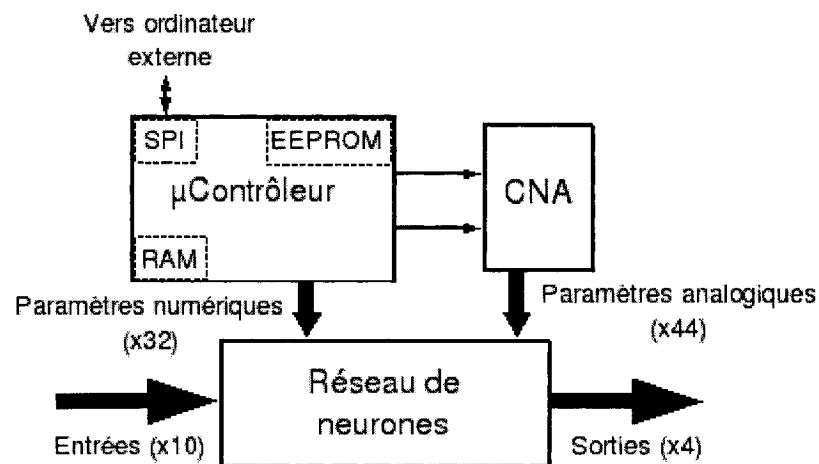 Vers ordinateur
externe
SPI
EEPROM
µContrôleur
CNA
RAM
Paramètres numériques
(x32)
Paramètres analogiques
(x44)
Réseau de
neurones
Entrées (x10)
Sorties (x4)